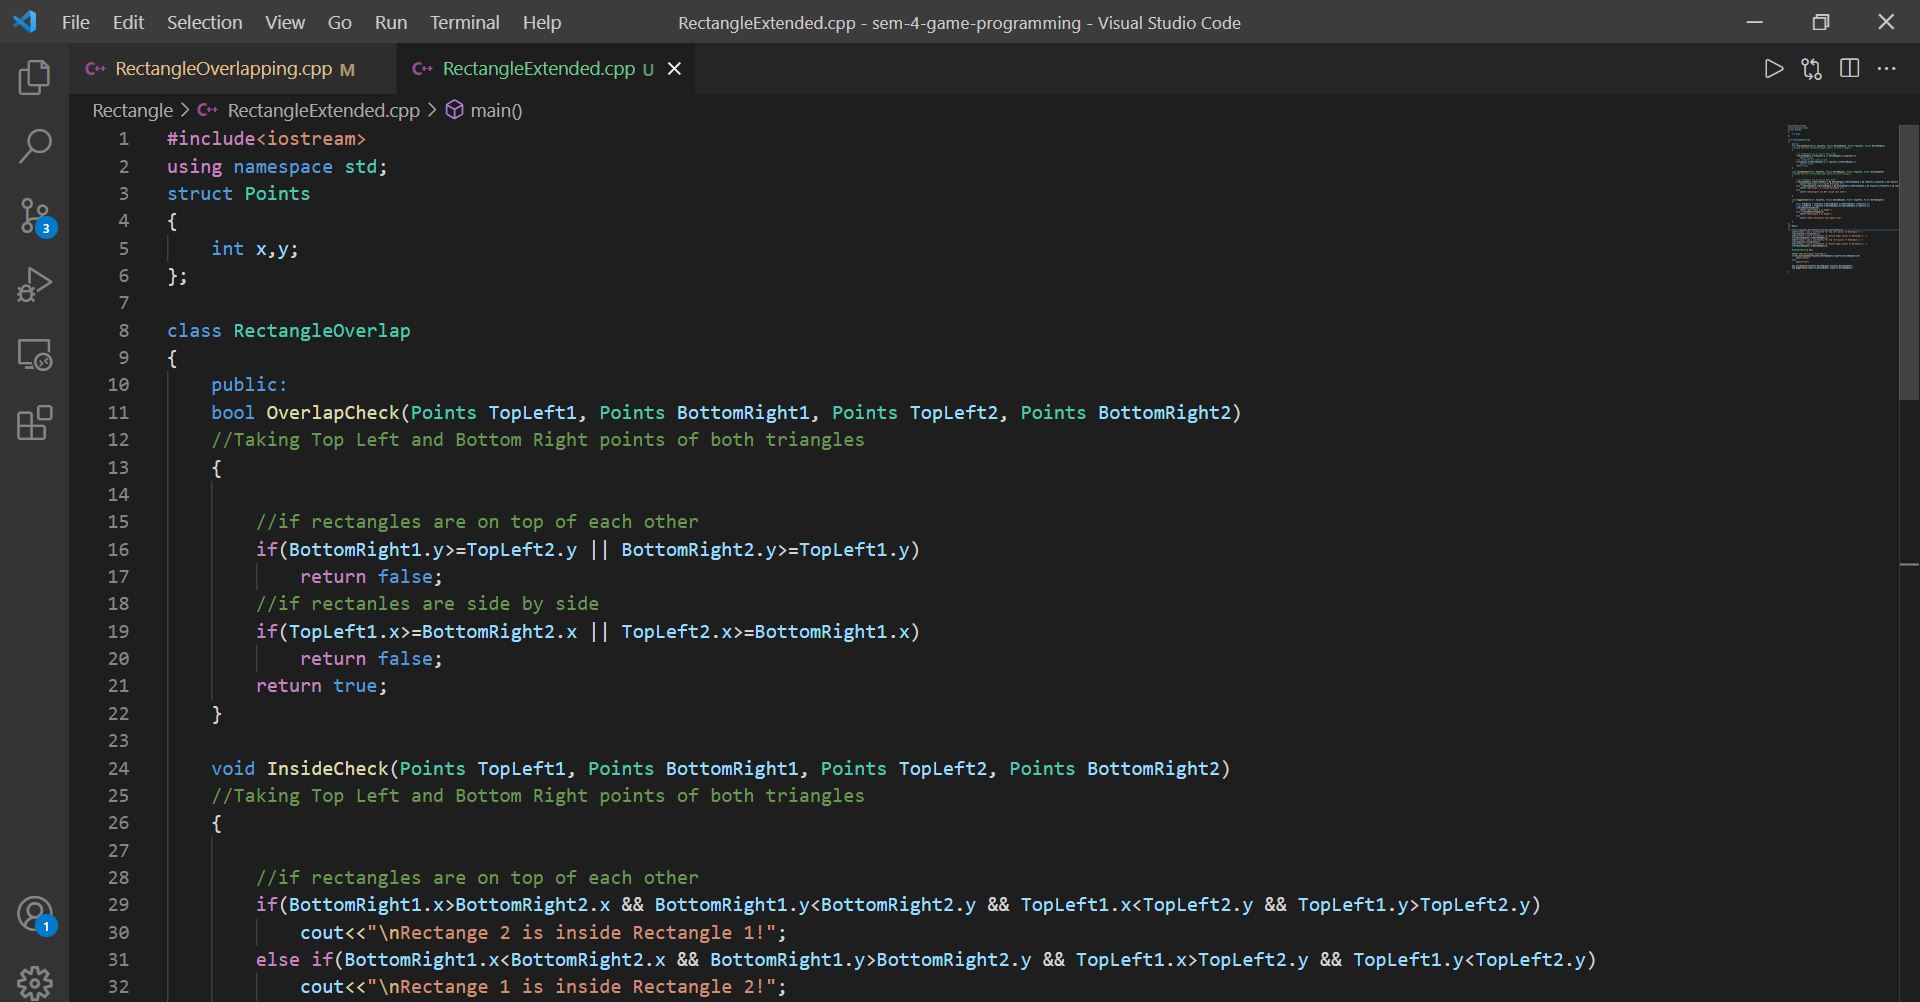 File Edit Selection View Go Run Terminal Help RectangleExtended.cpp - sem-4-game-programming - Visual Studio Code
C++ RectangleOverlapping.cpp M C++ RectangleExtended.cpp U
Rectangle > C++ RectangleExtended.cpp > main()
1 #include<iostream>
2 using namespace std;
3 struct Points
4 {
5 int x,y;
6 };
7
8 class RectangleOverlap
9 {
10 public:
11 bool OverlapCheck(Points TopLeft1, Points BottomRight1, Points TopLeft2, Points BottomRight2)
12 //Taking Top Left and Bottom Right points of both triangles
13 {
14
15 //if rectangles are on top of each other
16 if(BottomRight1.y>=TopLeft2.y || BottomRight2.y>=TopLeft1.y)
17 return false;
18 //if rectanles are side by side
19 if(TopLeft1.x>=BottomRight2.x || TopLeft2.x>=BottomRight1.x)
20 return false;
21 return true;
22 }
23
24 void InsideCheck(Points TopLeft1, Points BottomRight1, Points TopLeft2, Points BottomRight2)
25 //Taking Top Left and Bottom Right points of both triangles
26 {
27
28 //if rectangles are on top of each other
29 if(BottomRight1.x>BottomRight2.x && BottomRight1.y<BottomRight2.y && TopLeft1.x<TopLeft2.y && TopLeft1.y>TopLeft2.y)
30 cout<<"\nRectange 2 is inside Rectangle 1!";
31 else if(BottomRight1.x<BottomRight2.x && BottomRight1.y>BottomRight2.y && TopLeft1.x>TopLeft2.y && TopLeft1.y<TopLeft2.y)
32 cout<<"\nRectange 1 is inside Rectangle 2!";
3
1